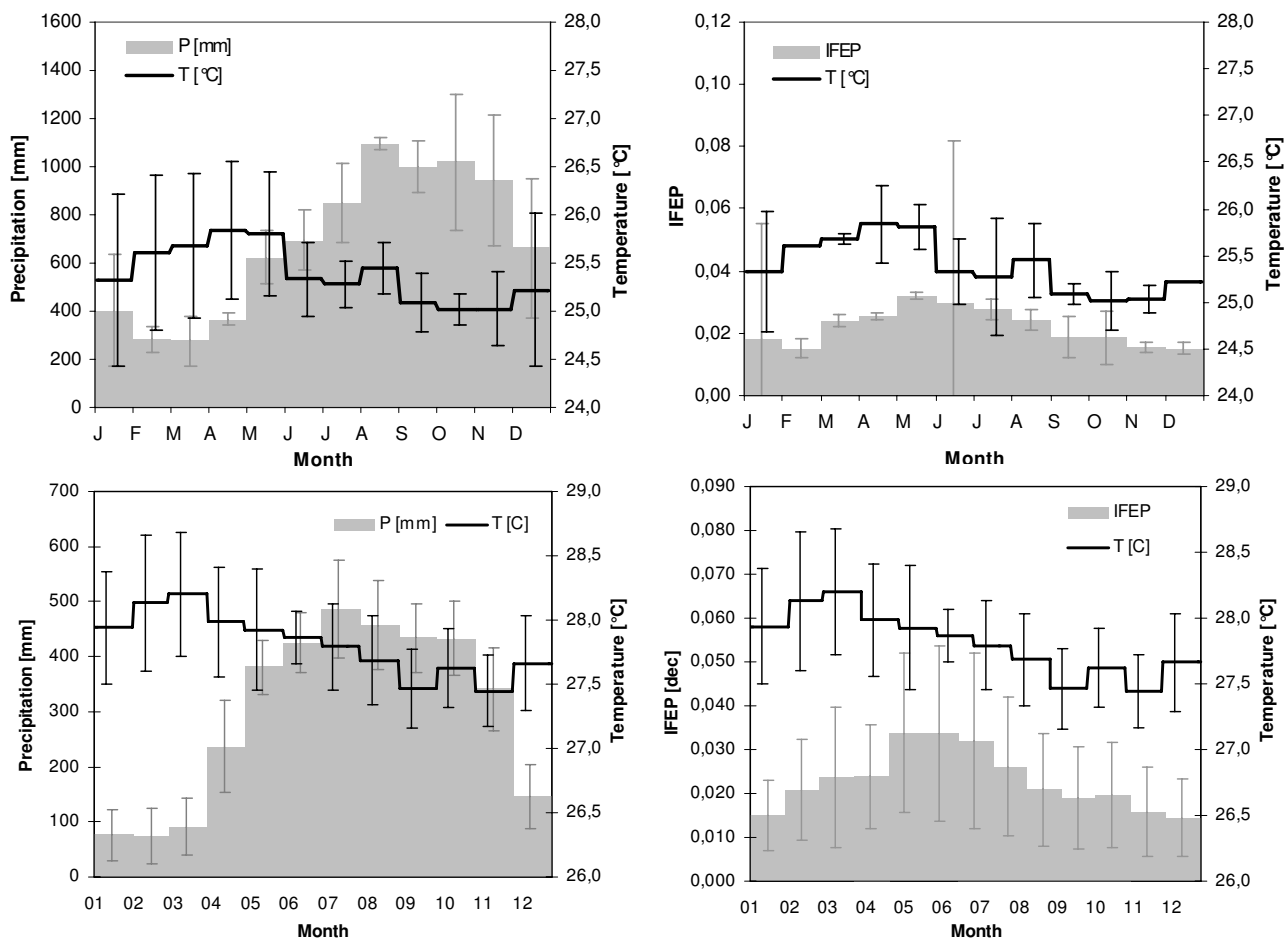 1600
1400
1200
1000
800
600
400
200
0
Precipitation [mm]
P [mm]
T [°C]
28,0
27,5
27,0
26,5
26,0
25,5
25,0
24,5
24,0
Temperature [°C]
J F M A M J J A S O N D
Month
0,12
0,10
0,08
0,06
0,04
0,02
0,00
IFEP
IFEP
T [°C]
28,0
27,5
27,0
26,5
26,0
25,5
25,0
24,5
24,0
Temperature [°C]
J F M A M J J A S O N D
Month
700
600
500
400
300
200
100
0
Precipitation [mm]
P [mm] T [C]
29,0
28,5
28,0
27,5
27,0
26,5
26,0
Temperature [°C]
01 02 03 04 05 06 07 08 09 10 11 12
Month
0,090
0,080
0,070
0,060
0,050
0,040
0,030
0,020
0,010
0,000
IFEP [dec]
IFEP
T [C]
29,0
28,5
28,0
27,5
27,0
26,5
26,0
Temperature [°C]
01 02 03 04 05 06 07 08 09 10 11 12
Month